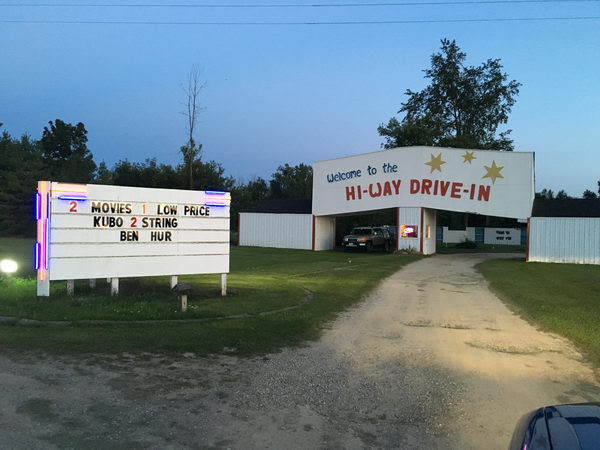 2 MOVIES 1 LOW PRICE
KUBO 2 STRING
BEN HUR
Welcome to the
HI-WAY DRIVE-IN